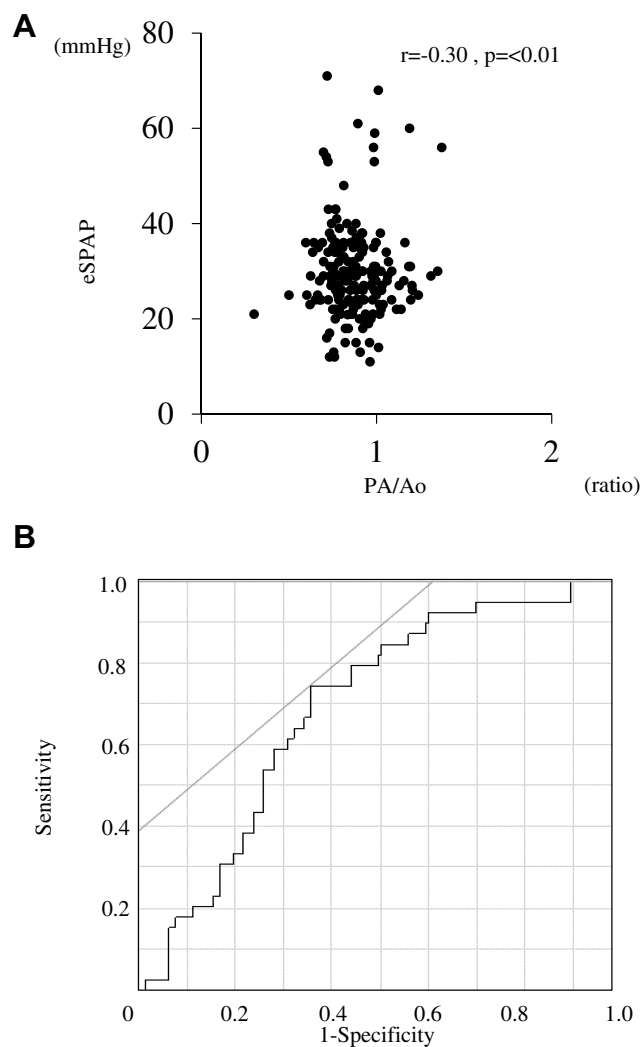 A
(mmHg)
80
r=-0.30 , p=<0.01
60
eSPAP
40
20
0
0
1
2
PA/Ao
(ratio)
B
1.0
0.8
0.6
Sensitivity
0.4
0.2
0
0.2
0.4
0.6
0.8
1.0
1-Specificity